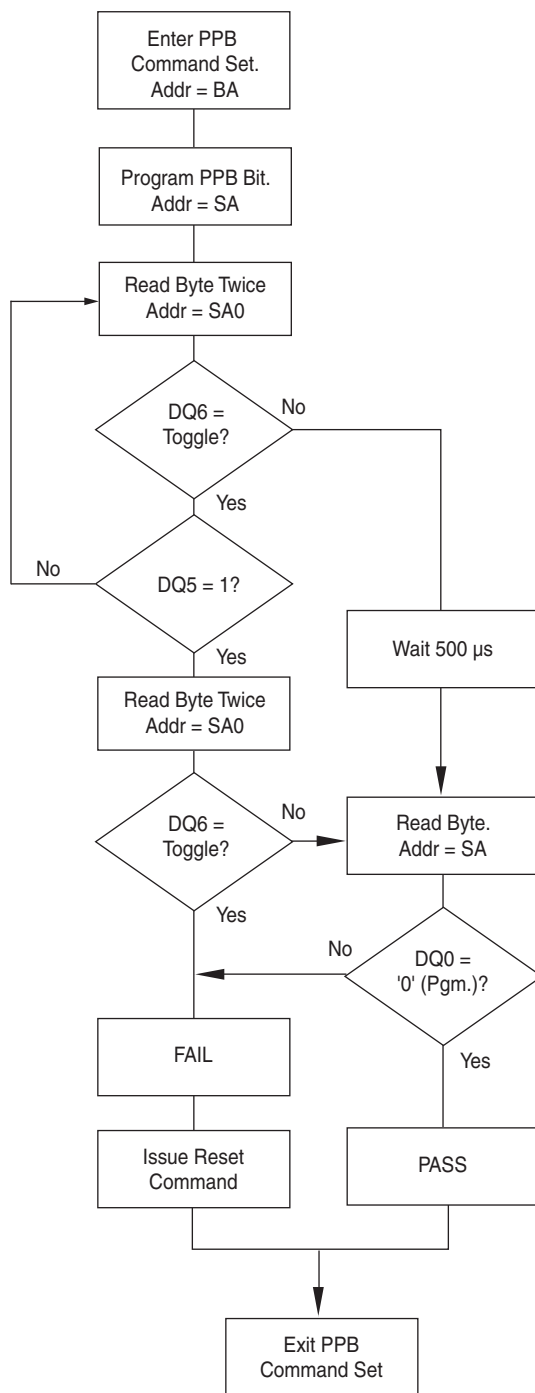 Enter PPB
Command Set.
Addr = BA
Program PPB Bit.
Addr = SA
Read Byte Twice
Addr = SA0
DQ6 =
Toggle?
No
Yes
DQ5 = 1?
No
Yes
Wait 500 μs
Read Byte Twice
Addr = SA0
DQ6 =
Toggle?
No
Yes
Read Byte.
Addr = SA
DQ0 =
'0' (Pgm.)?
No
Yes
FAIL
Issue Reset
Command
PASS
Exit PPB
Command Set